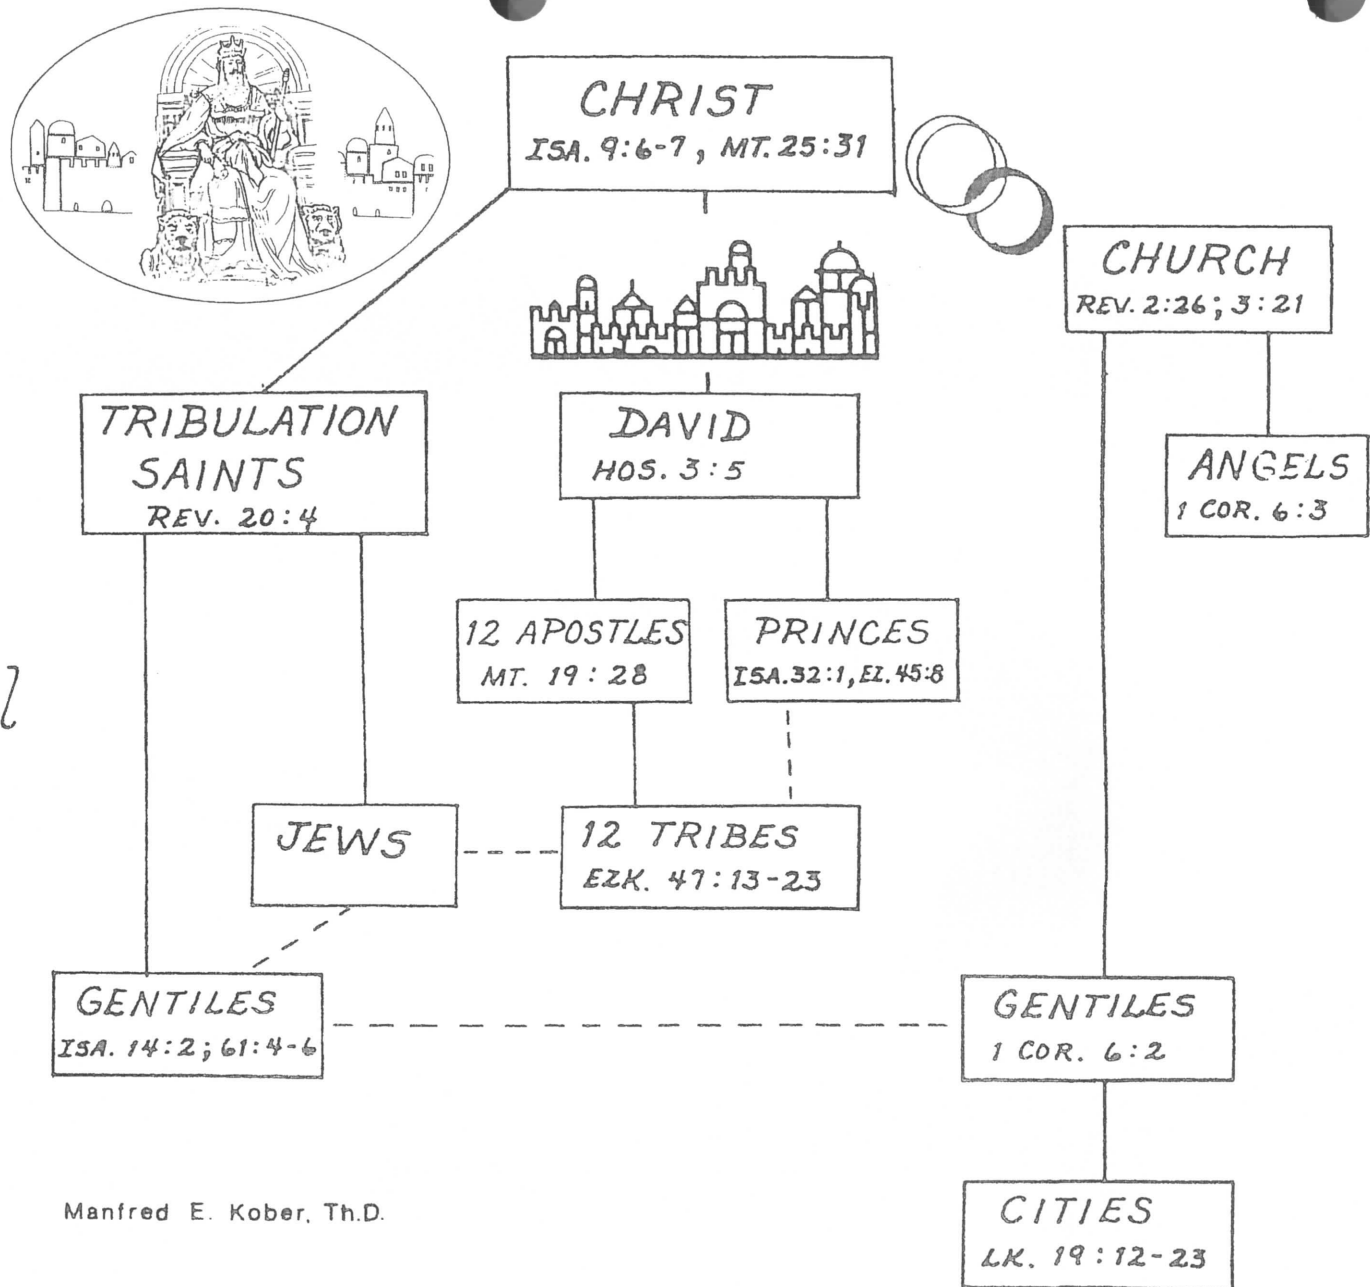 CHRIST
ISA. 9:6-7, MT. 25:31
CHURCH
REV. 2:26; 3:21
TRIBULATION
SAINTS
REV. 20:4
DAVID
HOS. 3:5
ANGELS
1 COR. 6:3
12 APOSTLES
MT. 19:28
PRINCES
ISA. 32:1, EZ. 45:8
JEWS
12 TRIBES
EZK. 47:13-23
GENTILES
ISA. 14:2; 61:4-6
GENTILES
1 COR. 6:2
CITIES
LK. 19:12-23
Manfred E. Kober, Th.D.